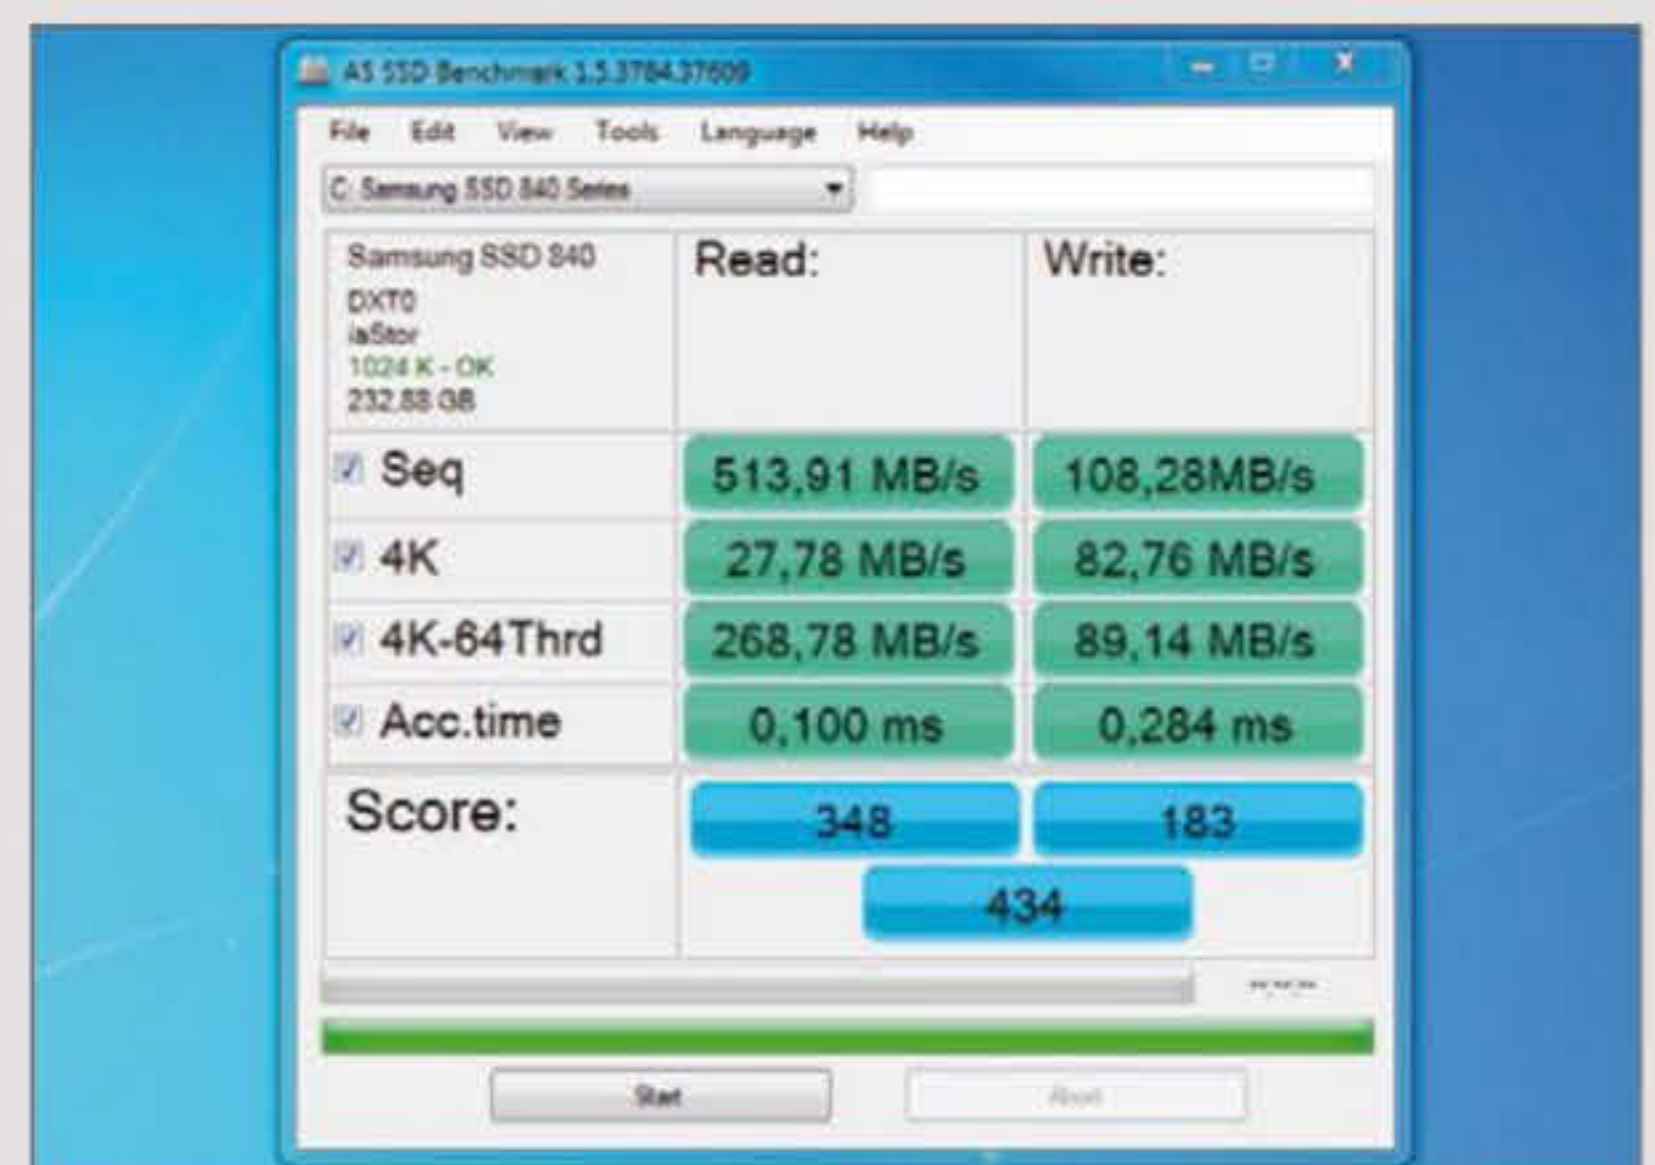 AS SSD Benchmark 1.5.3784.37609
File Edit View Tools Language Help
C: Samsung SSD 840 Series
Samsung SSD 840
DXT0
iaStor
1024 K - OK
232,88 GB
Read:
Write:
Seq 513,91 MB/s 108,28MB/s
4K 27,78 MB/s 82,76 MB/s
4K-64Thrd 268,78 MB/s 89,14 MB/s
Acc.time 0,100 ms 0,284 ms
Score: 348 183
434
Start Abort